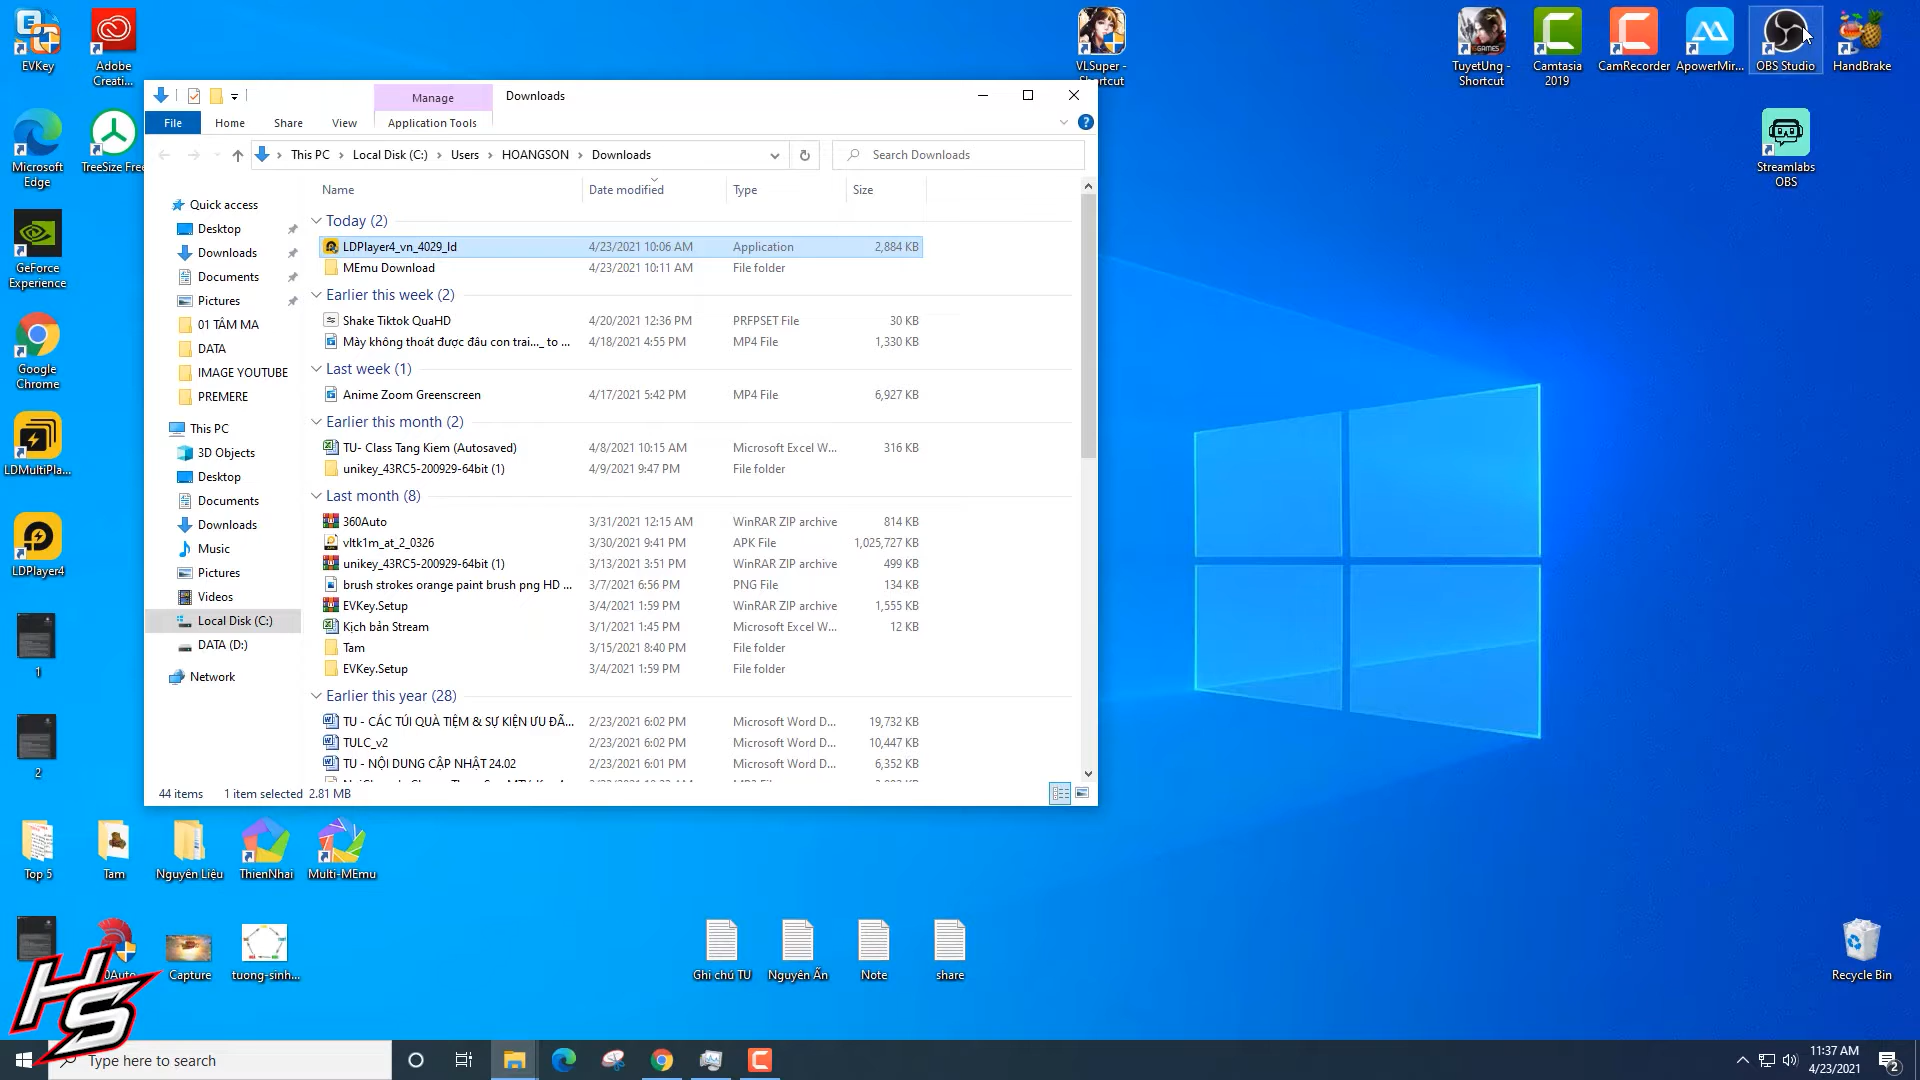 EVKey
Adobe
Creati...
VLSuper -
Shortcut
TuyetUng -
Shortcut
Camtasia
2019
CamRecorder
ApowerMir...
OBS Studio
HandBrake
Microsoft
Edge
TreeSize Free
Streamlabs
OBS
GeForce
Experience
Google
Chrome
LDMultiPla...
LDPlayer4
1
2
Manage
Downloads
File
Home
Share
View
Application Tools
This PC
Local Disk (C:)
Users
HOANGSON
Downloads
Search Downloads
Quick access
Desktop
Downloads
Documents
Pictures
01 TÂM MA
DATA
IMAGE YOUTUBE
PREMERE
This PC
3D Objects
Desktop
Documents
Downloads
Music
Pictures
Videos
Local Disk (C:)
DATA (D:)
Network
Name Date modified Type Size
Today (2)
LDPlayer4_vn_4029_ld 4/23/2021 10:06 AM Application 2,884 KB
MEmu Download 4/23/2021 10:11 AM File folder
Earlier this week (2)
Shake Tiktok QuaHD 4/20/2021 12:36 PM PRFPSET File 30 KB
Mày không thoát được đâu con trai..._ to ... 4/18/2021 4:55 PM MP4 File 1,330 KB
Last week (1)
Anime Zoom Greenscreen 4/17/2021 5:42 PM MP4 File 6,927 KB
Earlier this month (2)
TU- Class Tang Kiem (Autosaved) 4/8/2021 10:15 AM Microsoft Excel W... 316 KB
unikey_43RC5-200929-64bit (1) 4/9/2021 9:47 PM File folder
Last month (8)
360Auto 3/31/2021 12:15 AM WinRAR ZIP archive 814 KB
vltk1m_at_2_0326 3/30/2021 9:41 PM APK File 1,025,727 KB
unikey_43RC5-200929-64bit (1) 3/13/2021 3:51 PM WinRAR ZIP archive 499 KB
brush strokes orange paint brush png HD ... 3/7/2021 6:56 PM PNG File 134 KB
EVKey.Setup 3/4/2021 1:59 PM WinRAR ZIP archive 1,555 KB
Kịch bản Stream 3/1/2021 1:45 PM Microsoft Excel W... 12 KB
Tam 3/15/2021 8:40 PM File folder
EVKey.Setup 3/4/2021 1:59 PM File folder
Earlier this year (28)
TU - CÁC TÚI QUÀ TIỆM & SỰ KIỆN ƯU ĐÃ... 2/23/2021 6:02 PM Microsoft Word D... 19,732 KB
TULC_v2 2/23/2021 6:02 PM Microsoft Word D... 10,447 KB
TU - NỘI DUNG CẬP NHẬT 24.02 2/23/2021 6:01 PM Microsoft Word D... 6,352 KB
44 items 1 item selected 2.81 MB
Top 5
Tam
Nguyên Liệu
ThienNhai
Multi-MEmu
Capture
tuong-sinh...
Ghi chú TU
Nguyên Ấn
Note
share
Recycle Bin
HS
Type here to search
11:37 AM
4/23/2021
2